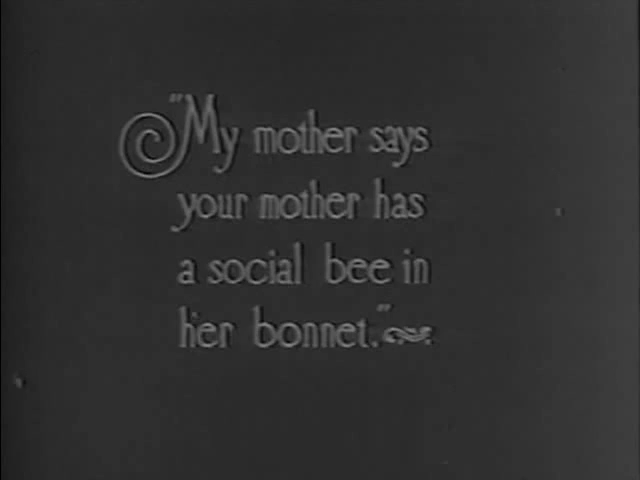 "My mother says
your mother has
a social bee in
her bonnet."